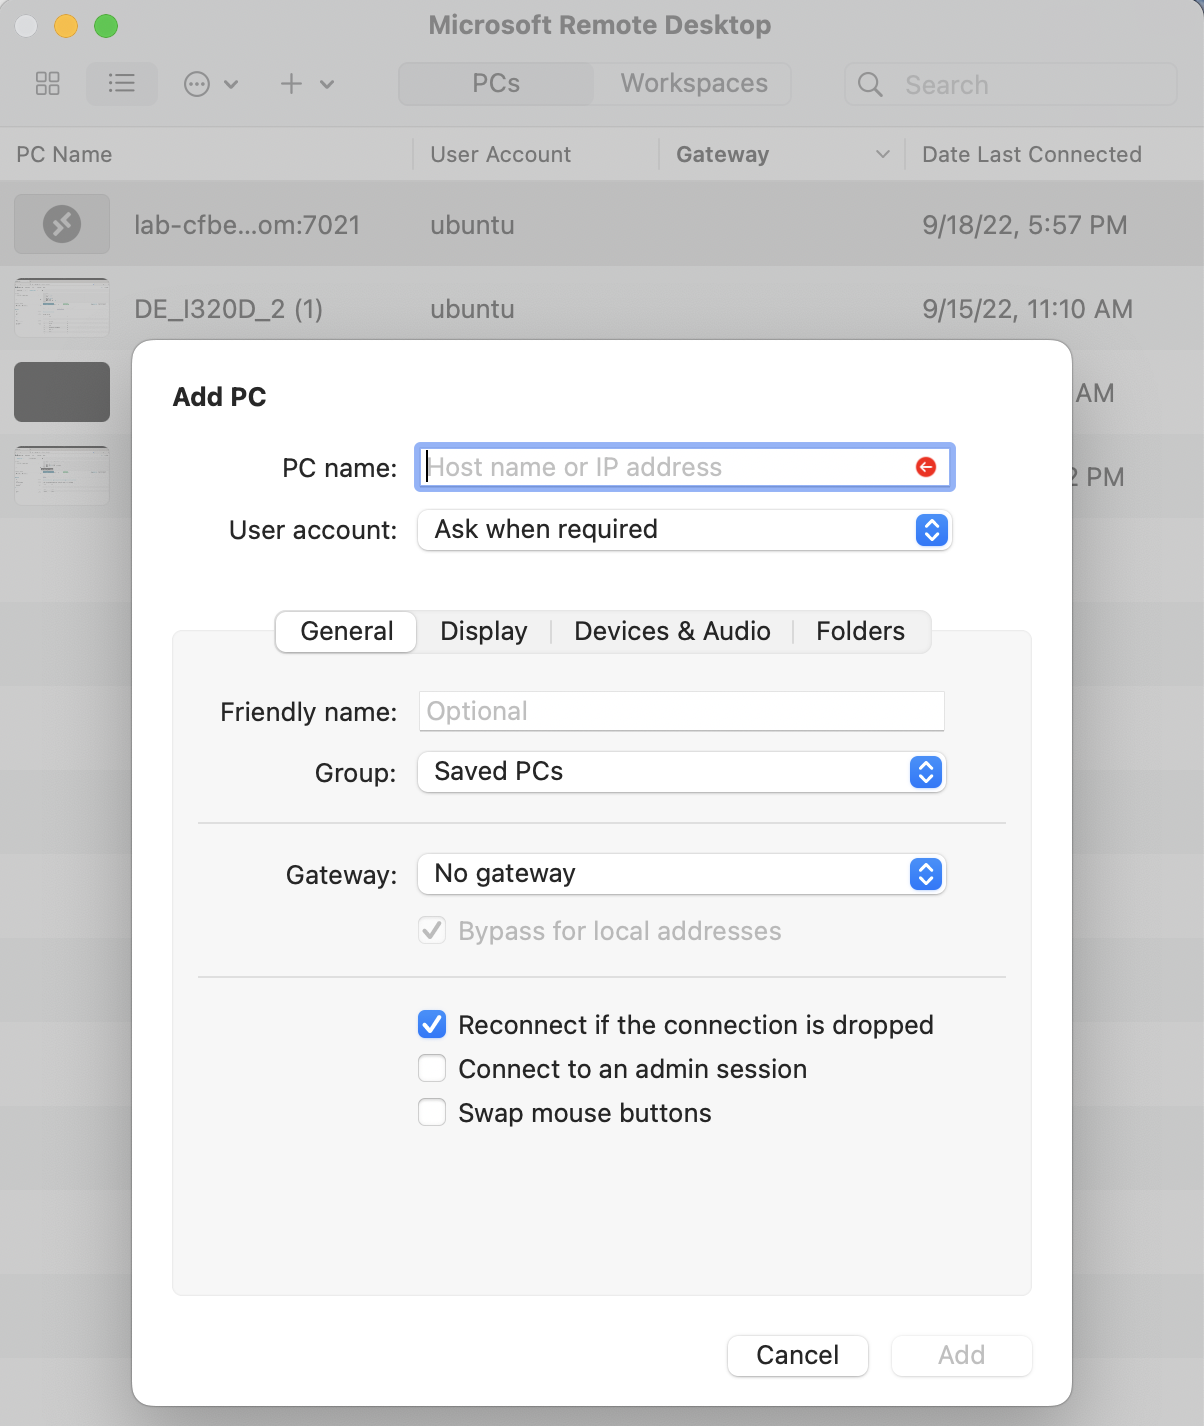 Microsoft Remote Desktop
PCs Workspaces Search
PC Name User Account Gateway Date Last Connected
lab-cfbe...om:7021 ubuntu 9/18/22, 5:57 PM
DE_I320D_2 (1) ubuntu 9/15/22, 11:10 AM
AM
2 PM
Add PC
PC name: Host name or IP address
User account: Ask when required
General Display Devices & Audio Folders
Friendly name: Optional
Group: Saved PCs
Gateway: No gateway
Bypass for local addresses
Reconnect if the connection is dropped
Connect to an admin session
Swap mouse buttons
Cancel Add